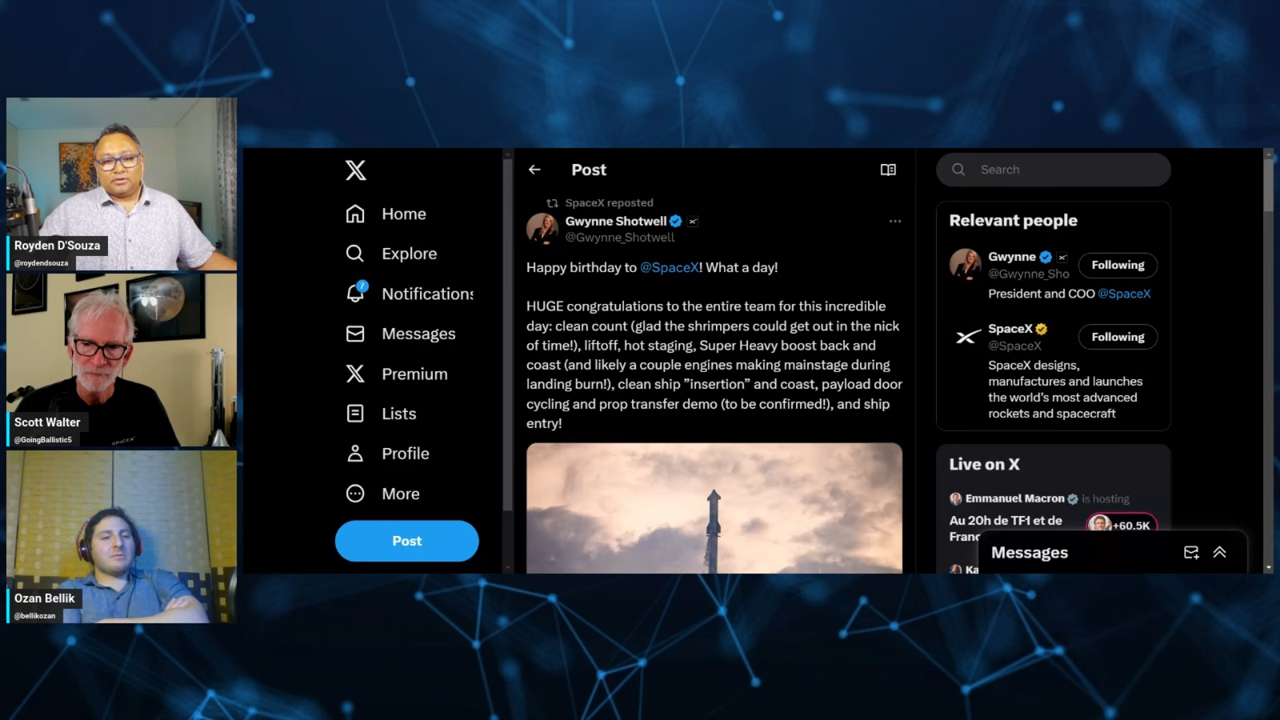 Royden D'Souza
@roydendsouza
Scott Walter
@GoingBallistic5
SPACEX
Ozan Bellik
@bellikozan
X
Home
Explore
7
Notifications
Messages
X
Premium
Lists
Profile
More
Post
Post
SpaceX reposted
Gwynne Shotwell
@Gwynne_Shotwell
Happy birthday to @SpaceX! What a day!
HUGE congratulations to the entire team for this incredible
day: clean count (glad the shrimpers could get out in the nick
of time!), liftoff, hot staging, Super Heavy boost back and
coast (and likely a couple engines making mainstage during
landing burn!), clean ship ”insertion” and coast, payload door
cycling and prop transfer demo (to be confirmed!), and ship
entry!
Search
Relevant people
Gwynne
@Gwynne_Sho
Following
President and COO @SpaceX
SpaceX
@SpaceX
Following
SpaceX designs,
manufactures and launches
the world’s most advanced
rockets and spacecraft
Live on X
Emmanuel Macron is hosting
Au 20h de TF1 et de
Franc
+60.5K
Ka
Messages